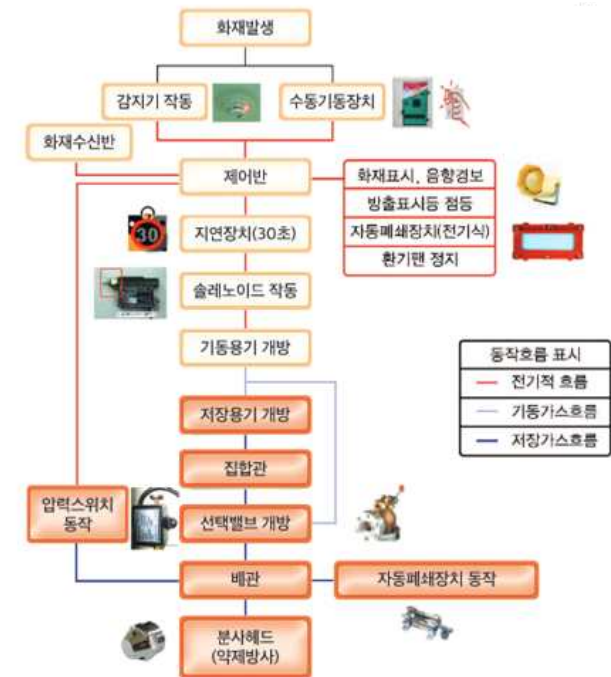 화재발생
감지기 작동
수동기동장치
화재수신반
제어반
화재표시, 음향경보
방출표시등 점등
자동폐쇄장치(전기식)
환기팬 정지
30
지연장치(30초)
솔레노이드 작동
기동용기 개방
동작흐름 표시
전기적 흐름
기동가스흐름
저장가스흐름
저장용기 개방
집합관
압력스위치
동작
선택밸브 개방
배관
자동폐쇄장치 동작
분사헤드
(약제방사)